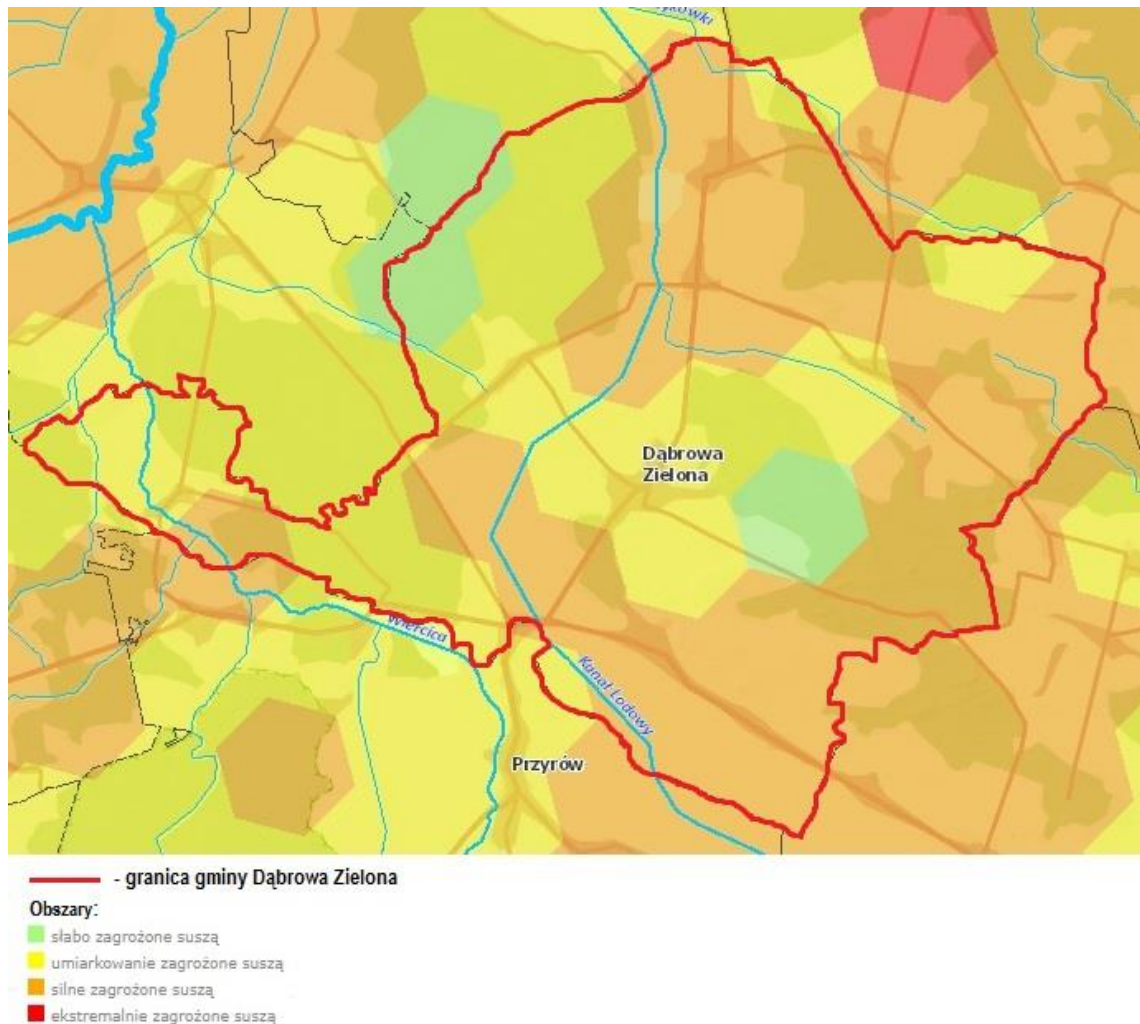 Dąbrowa
Zielona
Wiercica
Kanał Lodowy
Przyrów
- granica gminy Dąbrowa Zielona
Obszary:
słabo zagrożone suszą
umiarkowanie zagrożone suszą
silne zagrożone suszą
ekstremalnie zagrożone suszą